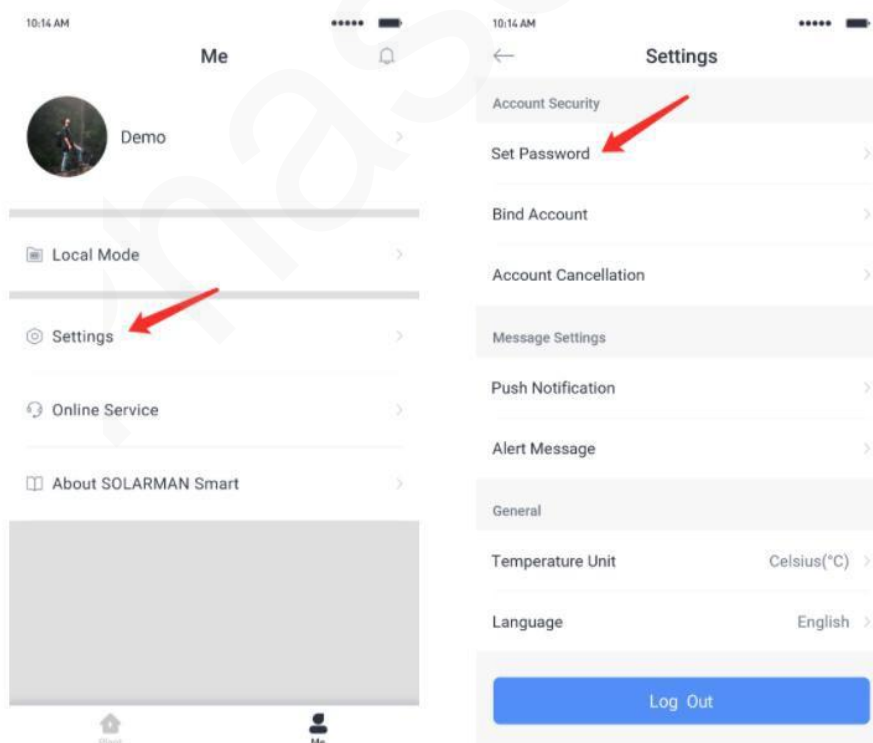 10:14 AM
Me
Demo
Local Mode
Settings
Online Service
About SOLARMAN Smart
Plant
Me
10:14 AM
Settings
Account Security
Set Password
Bind Account
Account Cancellation
Message Settings
Push Notification
Alert Message
General
Temperature Unit Celsius(°C)
Language English
Log Out